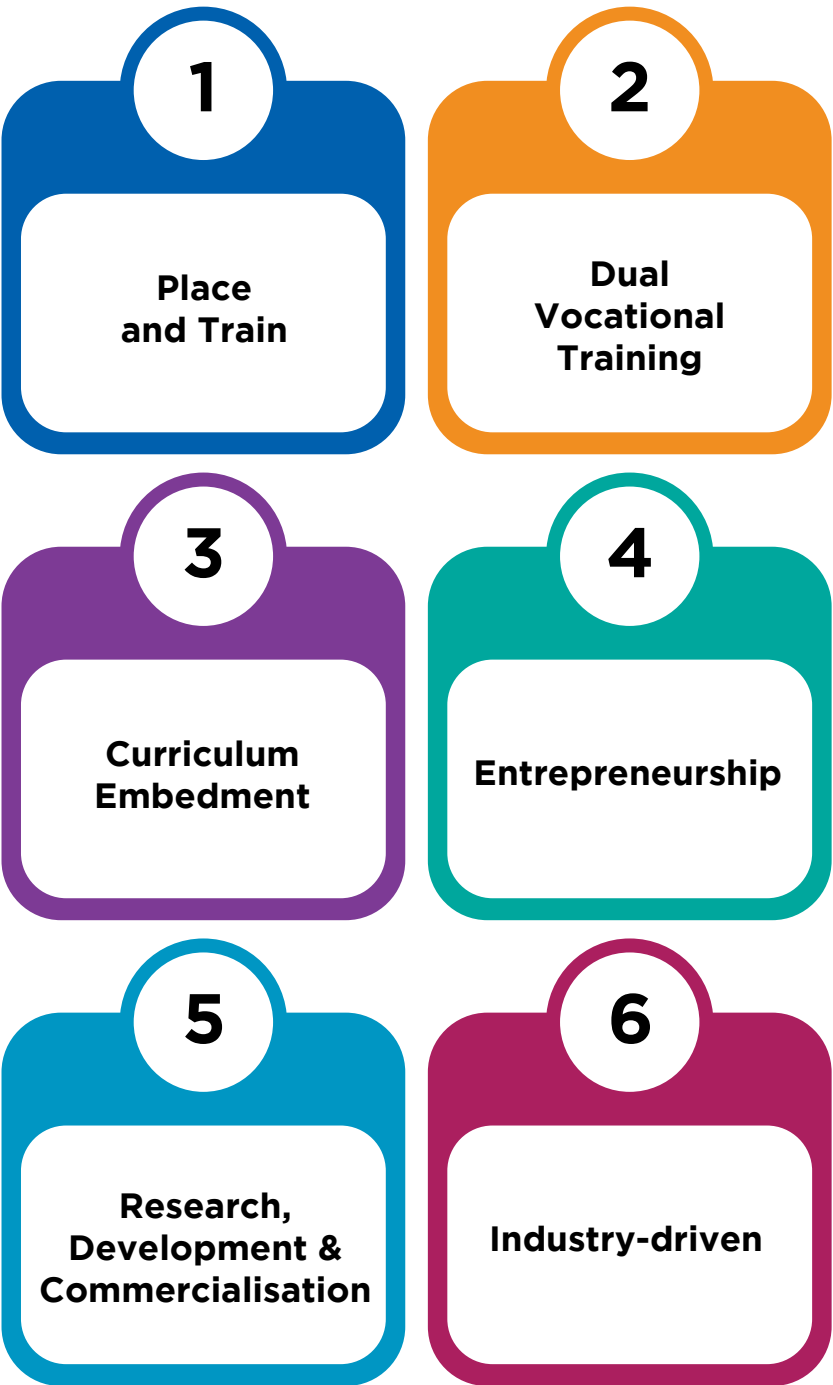 1
Place
and Train
2
Dual
Vocational
Training
3
Curriculum
Embedment
4
Entrepreneurship
5
Research,
Development &
Commercialisation
6
Industry-driven